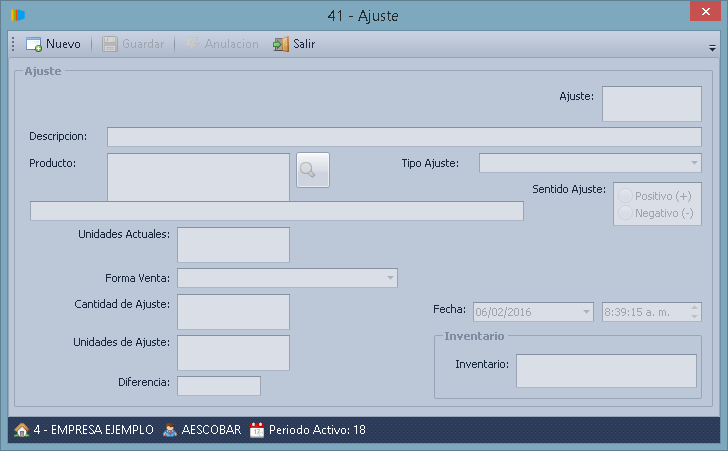 41 - Ajuste
Nuevo Guardar Anulacion Salir
Ajuste
Ajuste:
Descripcion:
Producto: Tipo Ajuste:
Sentido Ajuste: Positivo (+)
Negativo (-)
Unidades Actuales:
Forma Venta:
Cantidad de Ajuste: Fecha: 06/02/2016 8:39:15 a. m.
Unidades de Ajuste: Inventario
Inventario:
Diferencia:
4 - EMPRESA EJEMPLO AESCOBAR Periodo Activo: 18